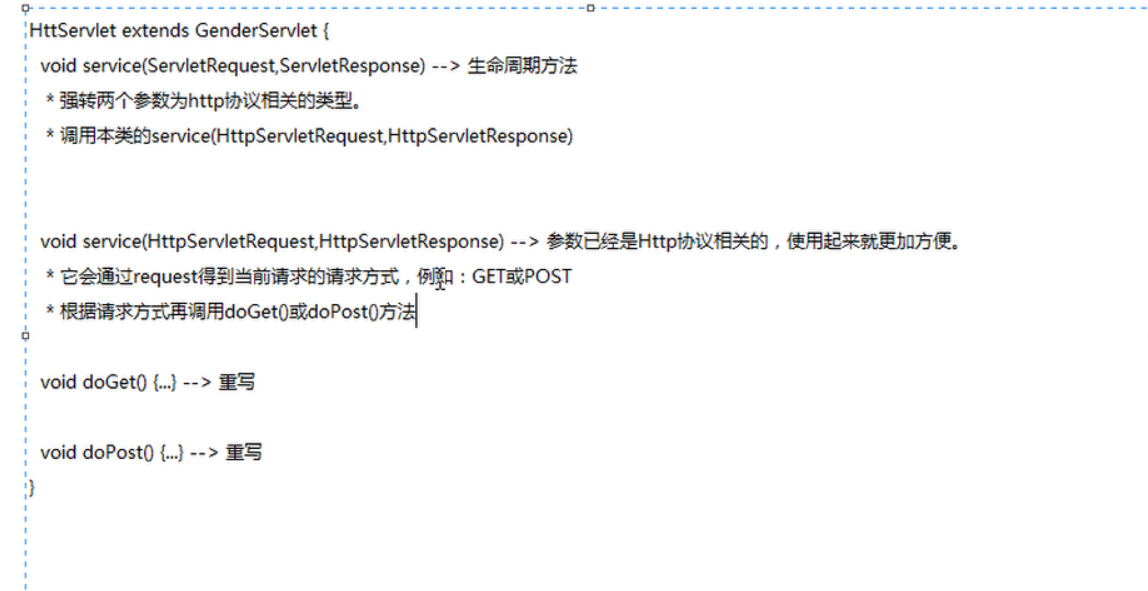 HttServlet extends GenderServlet {
void service(ServletRequest,ServletResponse) --> 生命周期方法
* 强转两个参数为http协议相关的类型。
* 调用本类的service(HttpServletRequest,HttpServletResponse)
void service(HttpServletRequest,HttpServletResponse) --> 参数已经是Http协议相关的，使用起来就更加方便。
* 它会通过request得到当前请求的请求方式，例如：GET或POST
* 根据请求方式再调用doGet()或doPost()方法
void doGet() {...} --> 重写
void doPost() {...} --> 重写
}